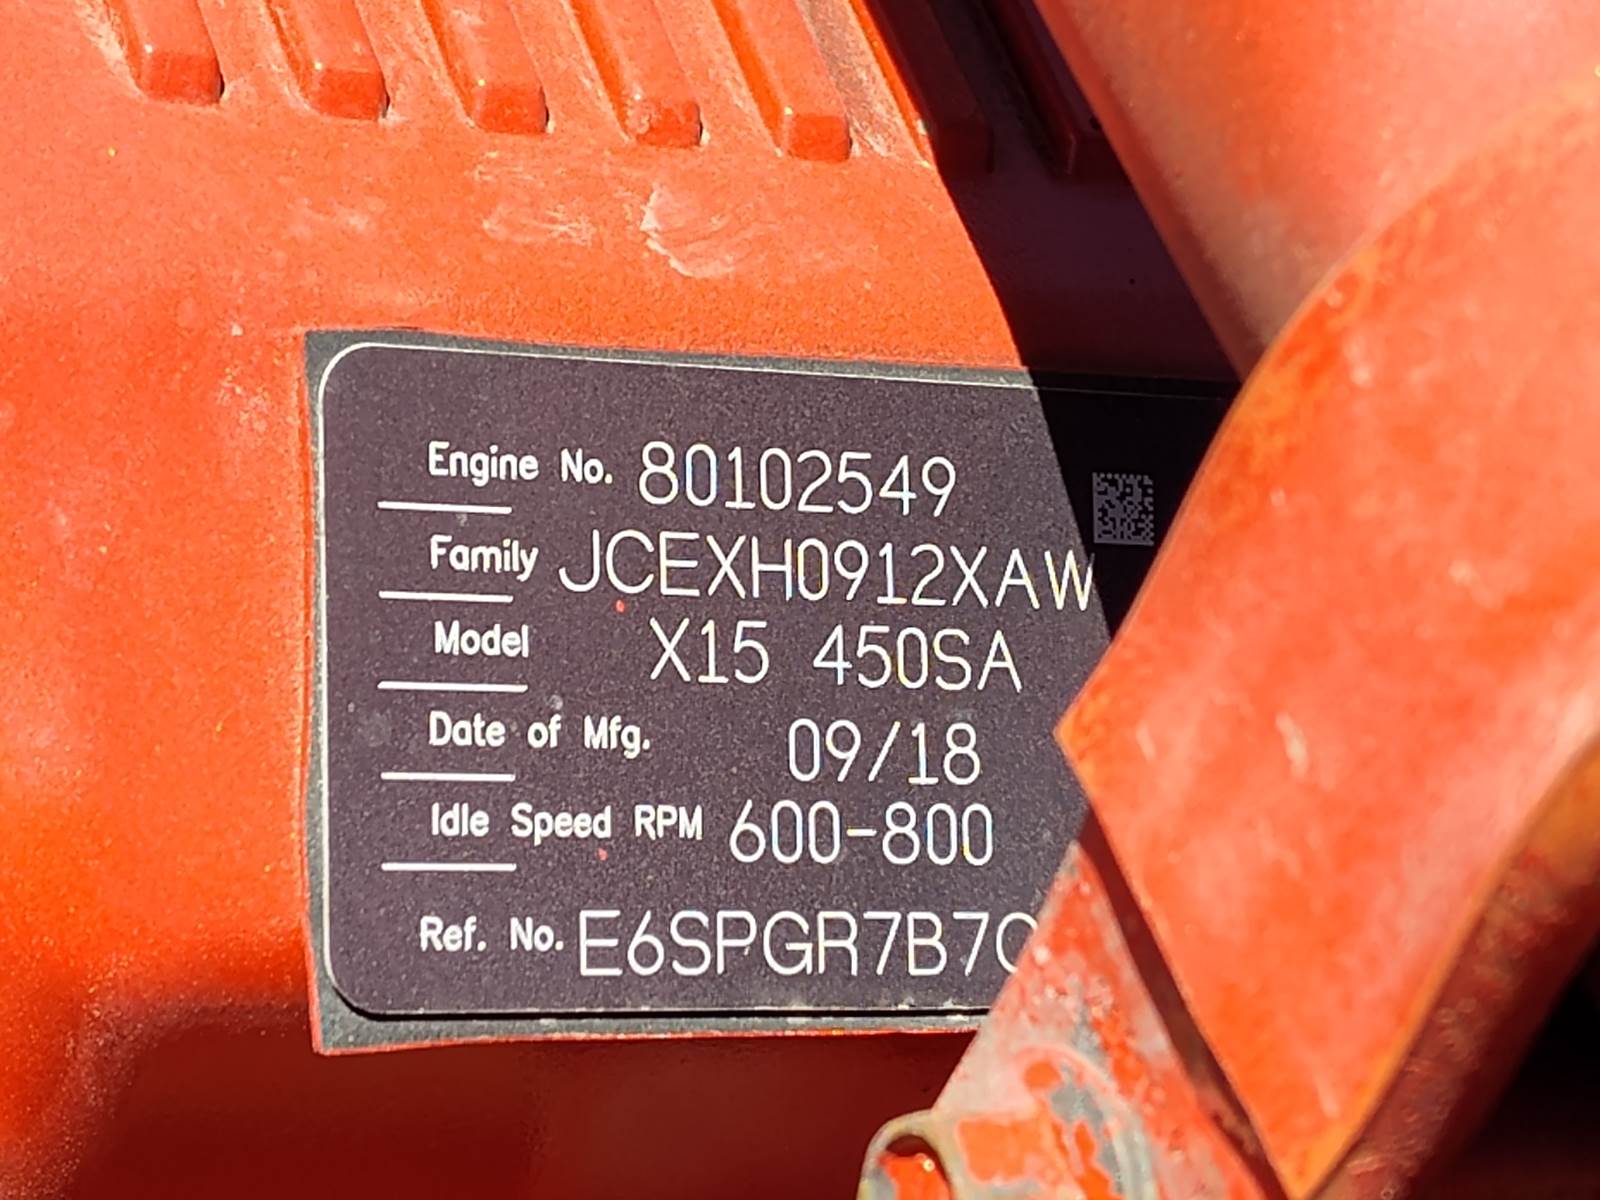 Engine No. 80102549
Family JCEXH0912XAW
Model X15 450SA
Date of Mfg. 09/18
Idle Speed RPM 600-800
Ref. No. E6SPGR7B7